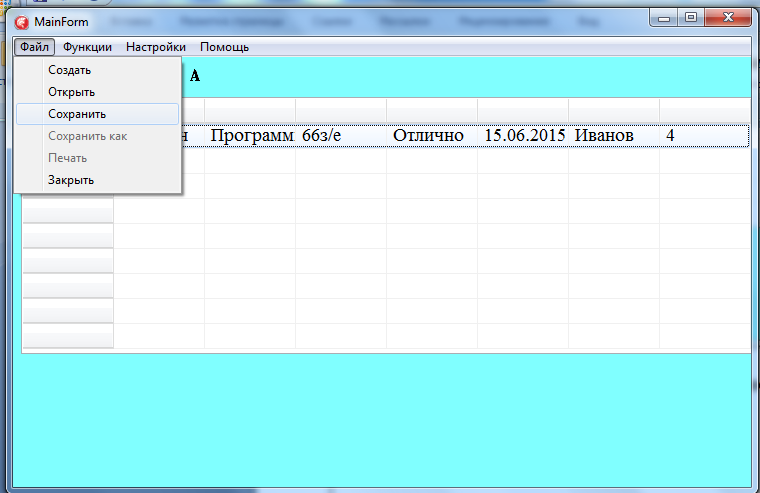 MainForm
Файл Функции Настройки Помощь
Создать
А
Открыть
Сохранить
Сохранить как
н Программ 66з/е Отлично 15.06.2015 Иванов 4
Печать
Закрыть